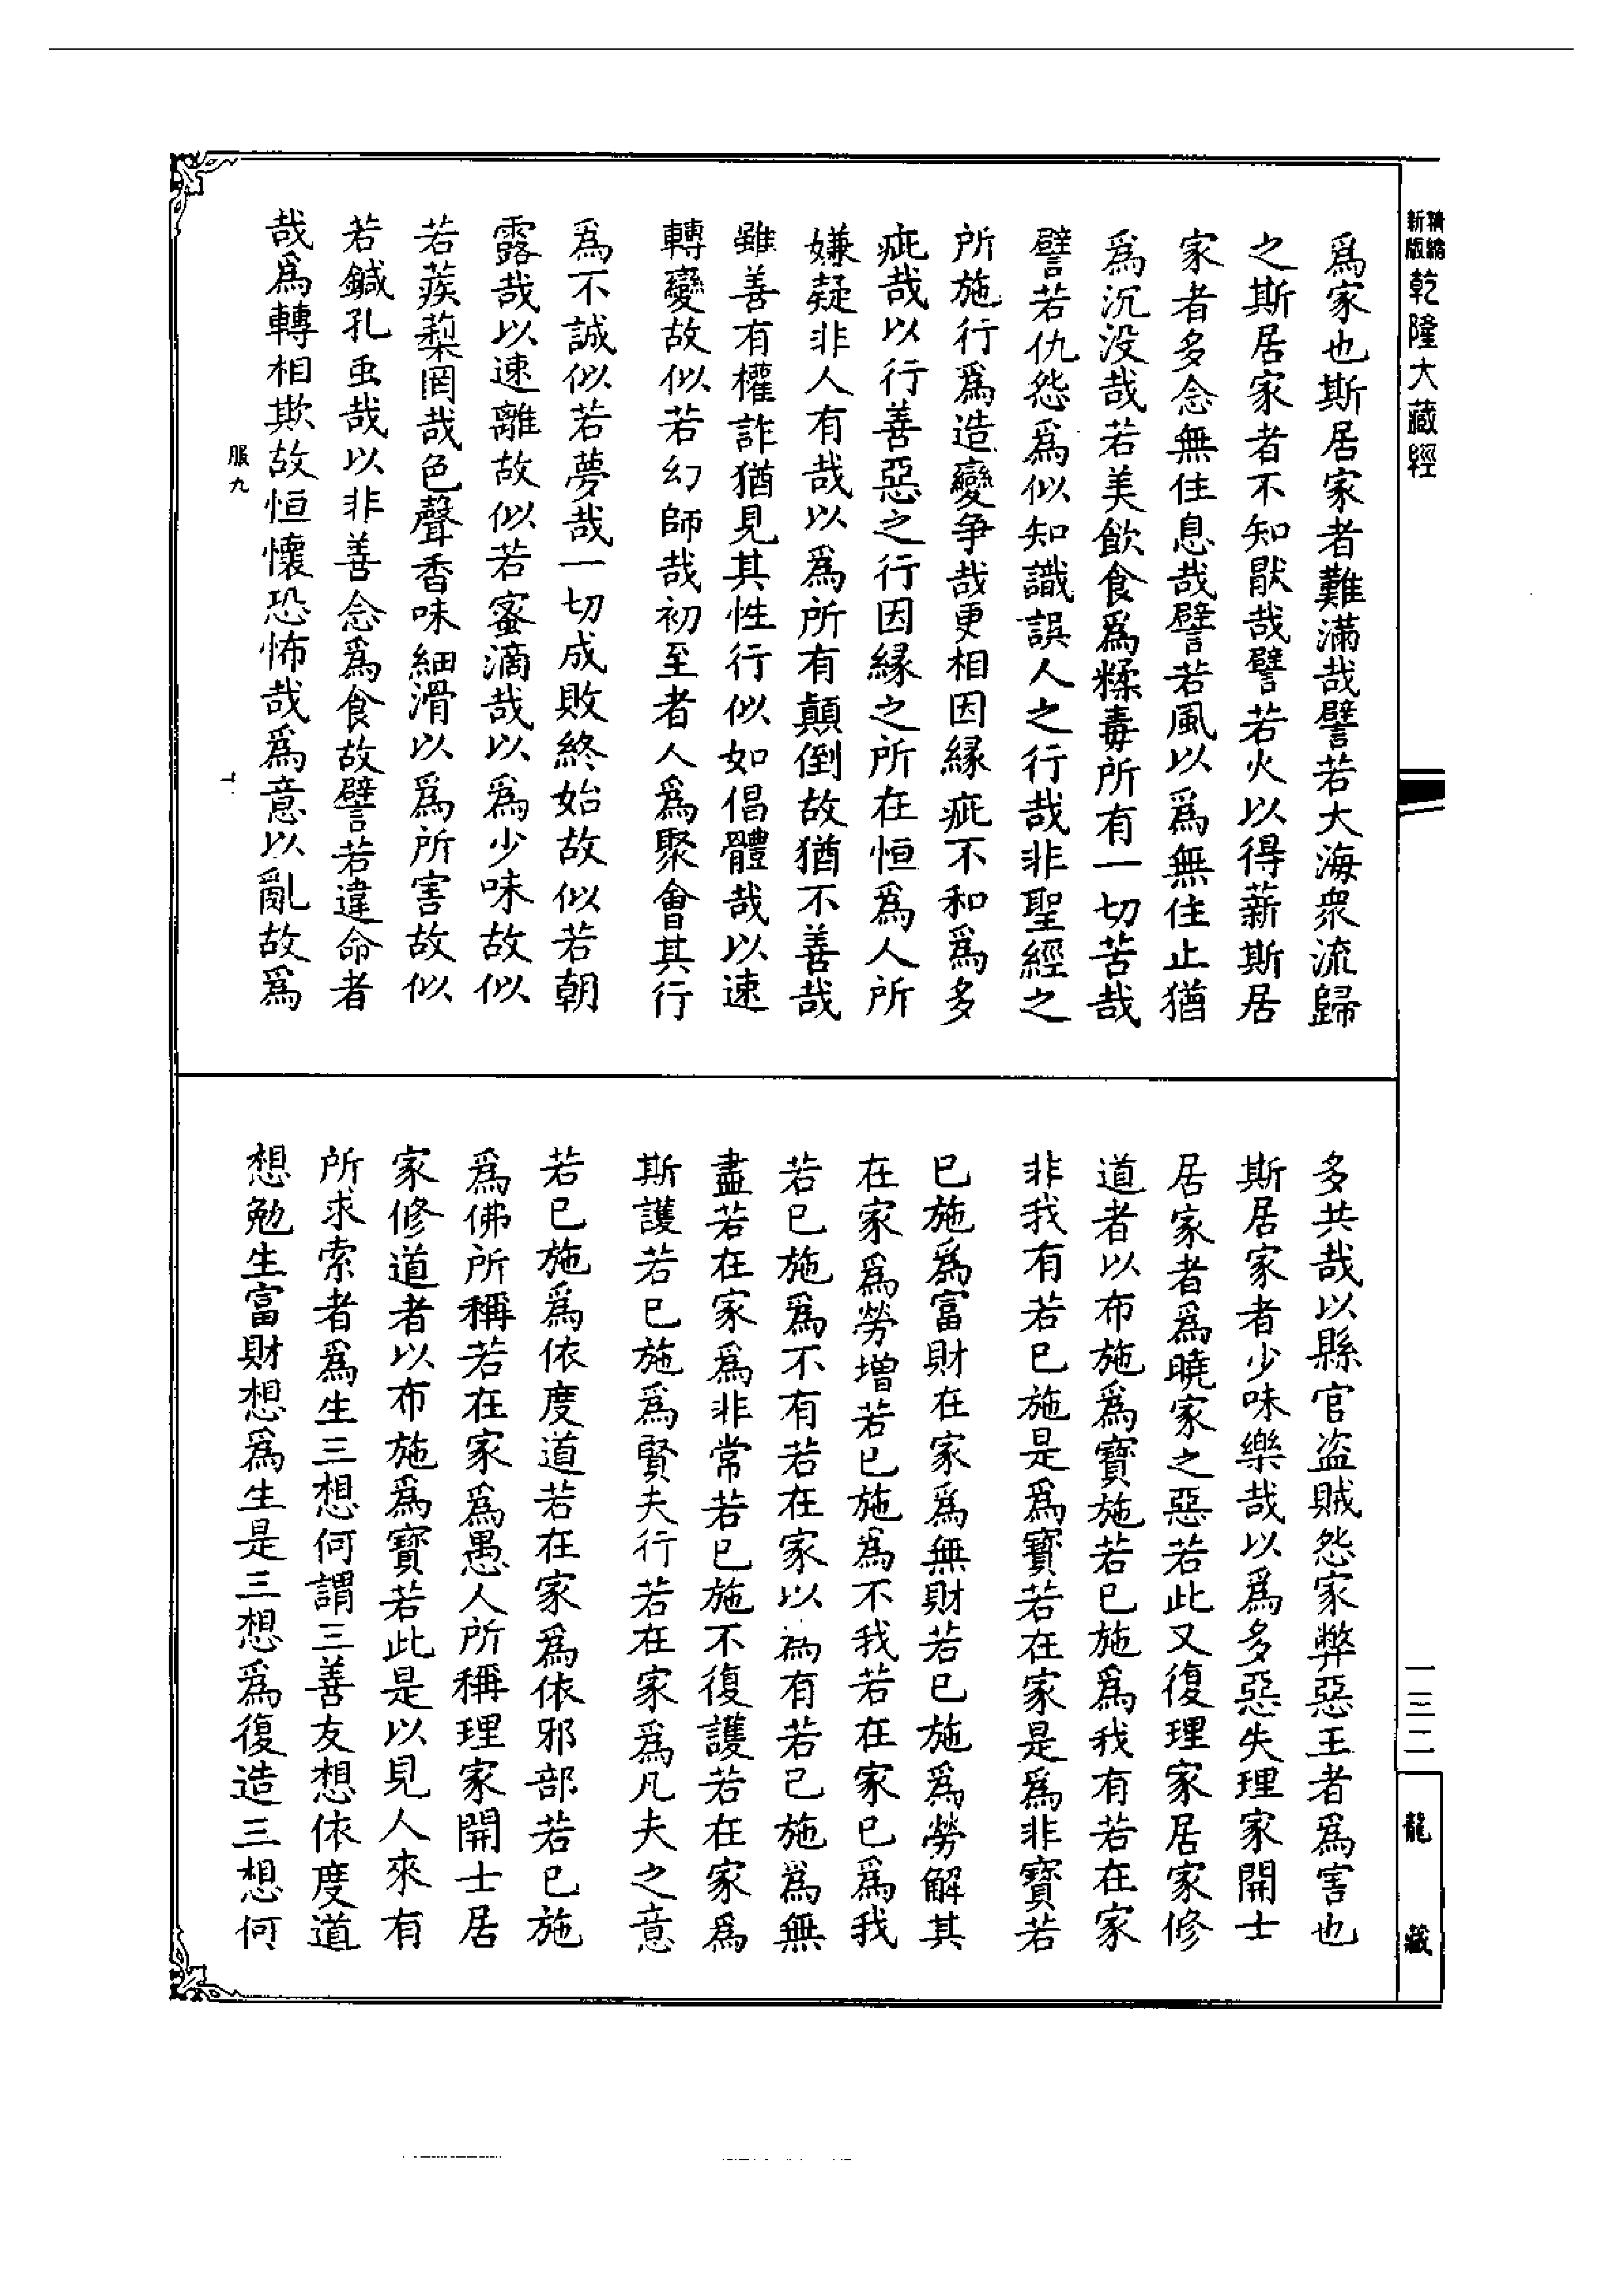 精縮新版乾隆大藏經
爲家也斯居家者難滿哉譬若大海衆流歸
之斯居家者不知猒哉譬若火以得薪斯居
家者多念無住息哉譬若風以爲無住止猶
爲沉没哉若美飲食爲糅毒所有一切苦哉
譬若仇怨爲似知識誤人之行哉非聖經之
所施行爲造變争哉更相因緣疵不和爲多
疵哉以行善惡之行因緣之所在恒爲人所
嫌疑非人有哉以爲所有顛倒故猶不善哉
雖善有權詐猶見其性行似如倡體哉以速
轉變故似若幻師哉初至者人爲聚會其行
爲不誠似若夢哉一切成敗終始故似若朝
露哉以速離故似若蜜滴哉以爲少味故似
若蒺䔧罔哉色聲香味細滑以爲所害故似
若鍼孔虫哉以非善念爲食故譬若違命者
哉爲轉相欺故恒懷恐怖哉爲意以亂故爲
服九
十
多共哉以縣官盜賊怨家弊惡王者爲害也
斯居家者少味樂哉以爲多惡失理家開士
居家者爲曉家之惡若此又復理家居家修
道者以布施爲寶施若已施爲我有若在家
非我有若已施是爲寶若在家是爲非寶若
已施爲富財在家爲無財若已施爲勞解其
在家爲勞增若已施爲不我若在家已爲我
若已施爲不有若在家以爲有若已施爲無
盡若在家爲非常若已施不復護若在家爲
斯護若已施爲賢夫行若在家爲凡夫之意
若已施爲依度道若在家爲依邪部若已施
爲佛所稱若在家爲愚人所稱理家開士居
家修道者以布施爲寶若此是以見人來有
所求索者爲生三想何謂三善友想依度道
想勉生富財想爲生是三想爲復造三想何
一三二
龍藏